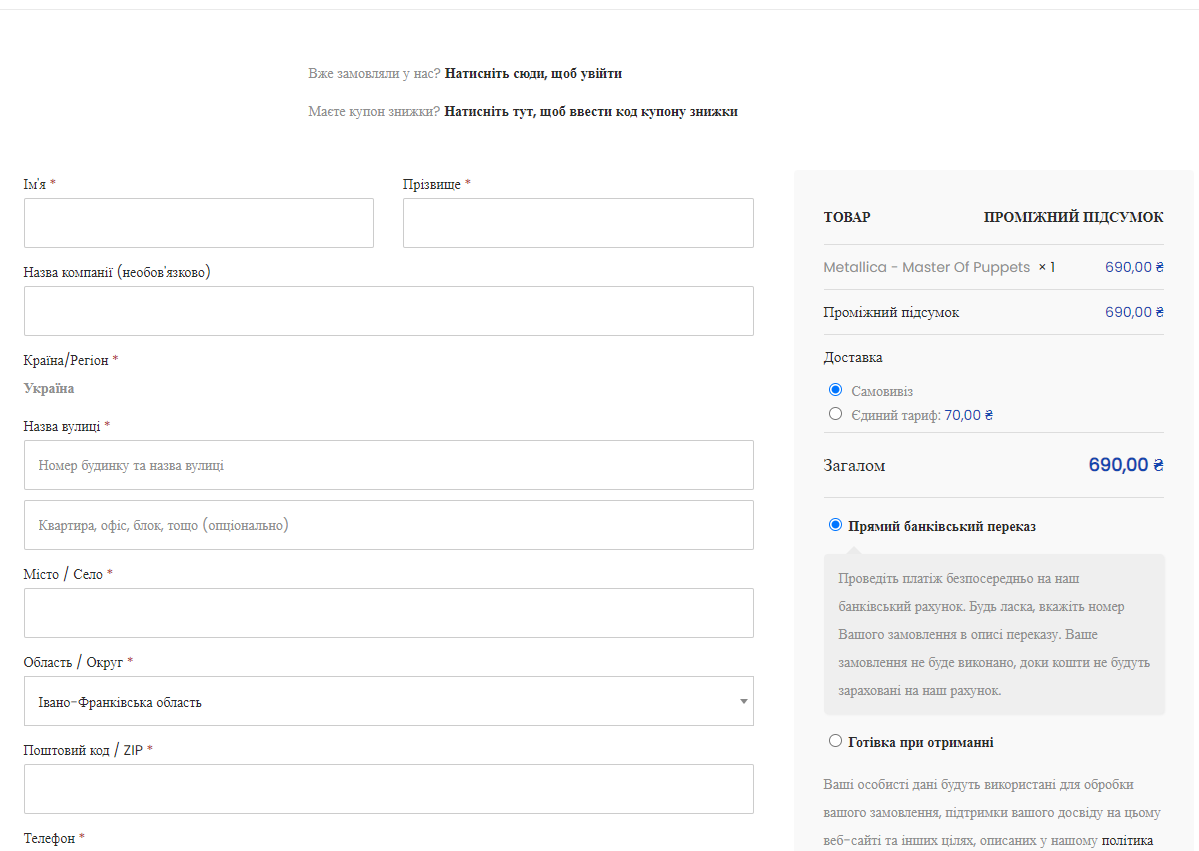 Вже замовляли у нас? Натисніть сюди, щоб увійти
Маєте купон знижки? Натисніть тут, щоб ввести код купону знижки
Ім'я *
Прізвище *
Назва компанії (необов'язково)
Країна/Регіон *
Україна
Назва вулиці *
Номер будинку та назва вулиці
Квартира, офіс, блок, тощо (опціонально)
Місто / Село *
Область / Округ *
Івано-Франківська область
Поштовий код / ZIP *
Телефон *
ТОВАР ПРОМІЖНИЙ ПІДСУМОК
Metallica - Master Of Puppets × 1 690,00 ₴
Проміжний підсумок 690,00 ₴
Доставка
Самовивіз
Єдиний тариф: 70,00 ₴
Загалом 690,00 ₴
Прямий банківський переказ
Проведіть платіж безпосередньо на наш
банківський рахунок. Будь ласка, вкажіть номер
Вашого замовлення в описі переказу. Ваше
замовлення не буде виконано, доки кошти не будуть
зараховані на наш рахунок.
Готівка при отриманні
Ваші особисті дані будуть використані для обробки
вашого замовлення, підтримки вашого досвіду на цьому
веб-сайті та інших цілях, описаних у нашому політика